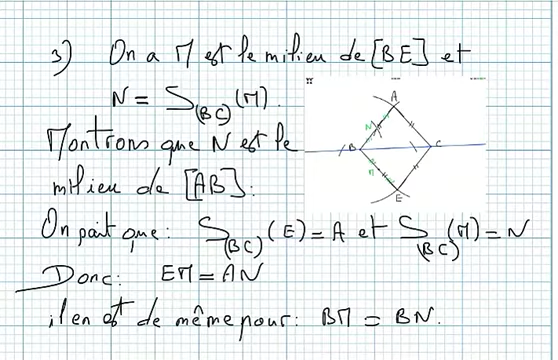 3) On a M est le milieu de [BE] et
N = S(BC) (M).
Montrons que N est le
milieu de [AB]:
A
N
B
C
M
E
On sait que: S(BC) (E) = A et S(BC) (M) = N
Donc: EM = AN
il en est de même pour: BM = BN.